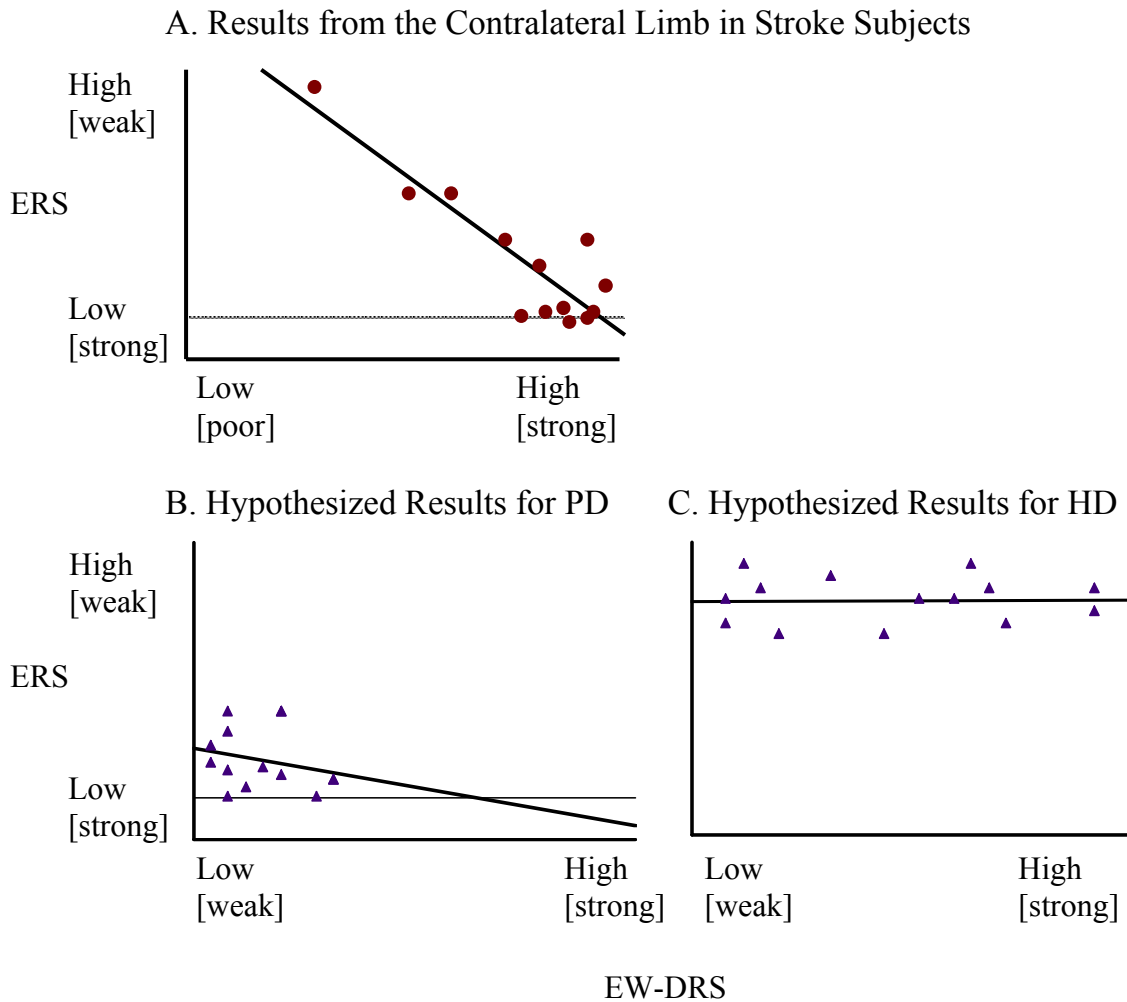 A. Results from the Contralateral Limb in Stroke Subjects
High
[weak]
ERS
Low
[strong]
Low
[poor]
High
[strong]
B. Hypothesized Results for PD
High
[weak]
ERS
Low
[strong]
Low
[weak]
High
[strong]
C. Hypothesized Results for HD
Low
[weak]
High
[strong]
EW-DRS